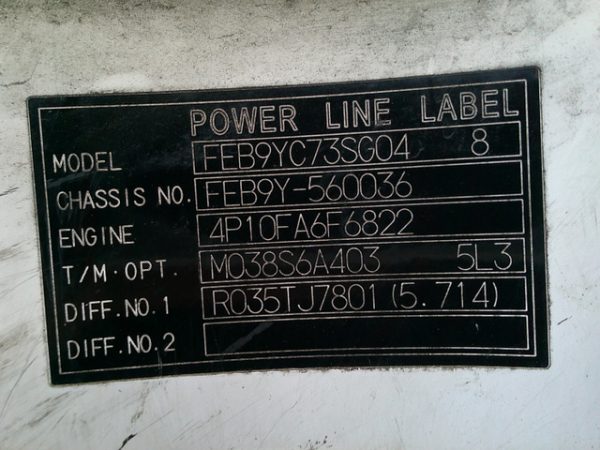 POWER LINE LABEL
MODEL FEB9YC73SG04 8
CHASSIS NO. FEB9Y-560036
ENGINE 4P10FA6F6822
T/M·OPT. M038S6A403 5L3
DIFF.NO.1 R035TJ7801 (5.714)
DIFF.NO.2